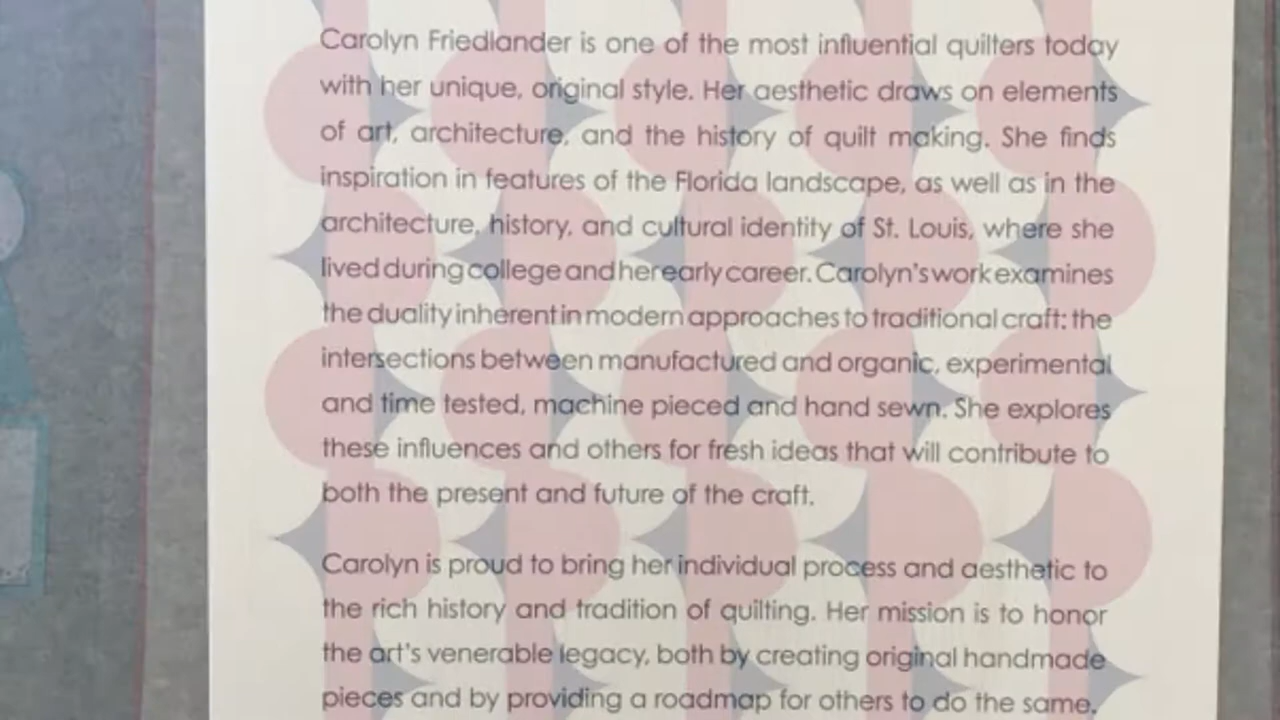 Carolyn Friedlander is one of the most influential quilters today
with her unique, original style. Her aesthetic draws on elements
of art, architecture, and the history of quilt making. She finds
inspiration in features of the Florida landscape, as well as in the
architecture, history, and cultural identity of St. Louis, where she
lived during college and her early career. Carolyn's work examines
the duality inherent in modern approaches to traditional craft: the
intersections between manufactured and organic, experimental
and time tested, machine pieced and hand sewn. She explores
these influences and others for fresh ideas that will contribute to
both the present and future of the craft.
Carolyn is proud to bring her individual process and aesthetic to
the rich history and tradition of quilting. Her mission is to honor
the art's venerable legacy, both by creating original handmade
pieces and by providing a roadmap for others to do the same.